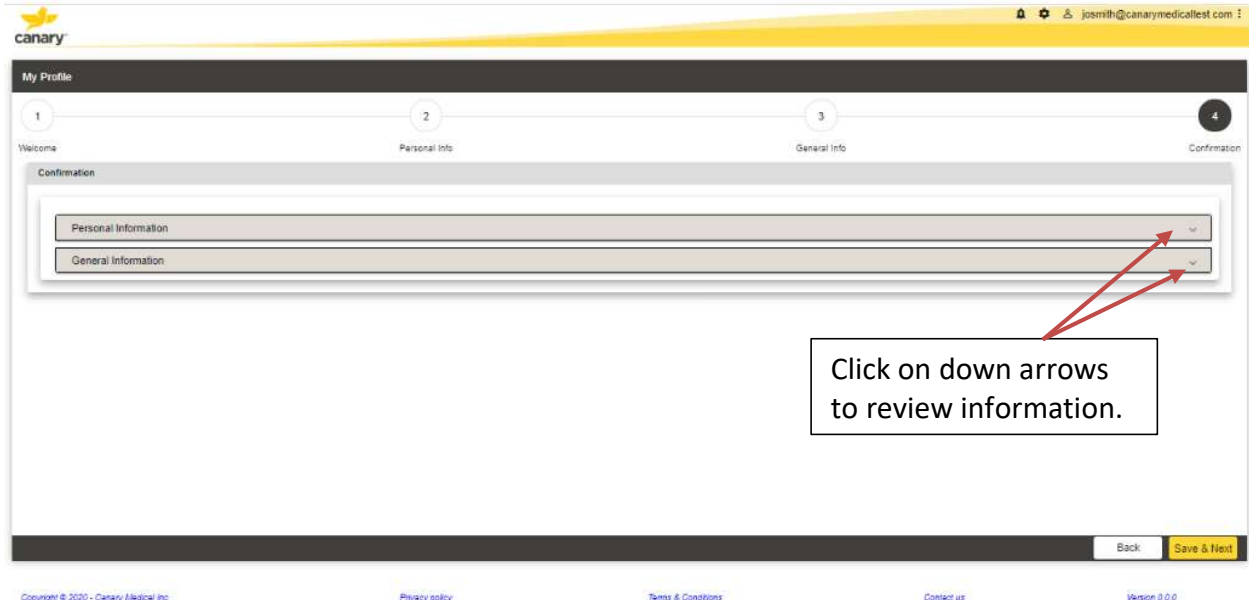 canary
josmith@canarymedicaltest.com
My Profile
1
2
3
4
Welcome
Personal Info
General Info
Confirmation
Confirmation
Personal Information
General Information
Click on down arrows
to review information.
Back
Save & Next
Copyright © 2020 - Canary Medical Inc
Privacy policy
Terms & Conditions
Contact us
Version 0.0.0